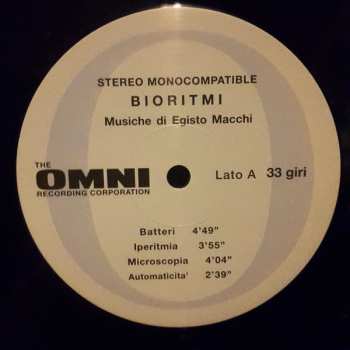 STEREO MONOCOMPATIBLE
BIORITMI
Musiche di Egisto Macchi
THE
OMNI
RECORDING CORPORATION
Lato A 33 giri
Batteri 4'49"
Iperitmia 3'55"
Microscopia 4'04"
Automaticita' 2'39"